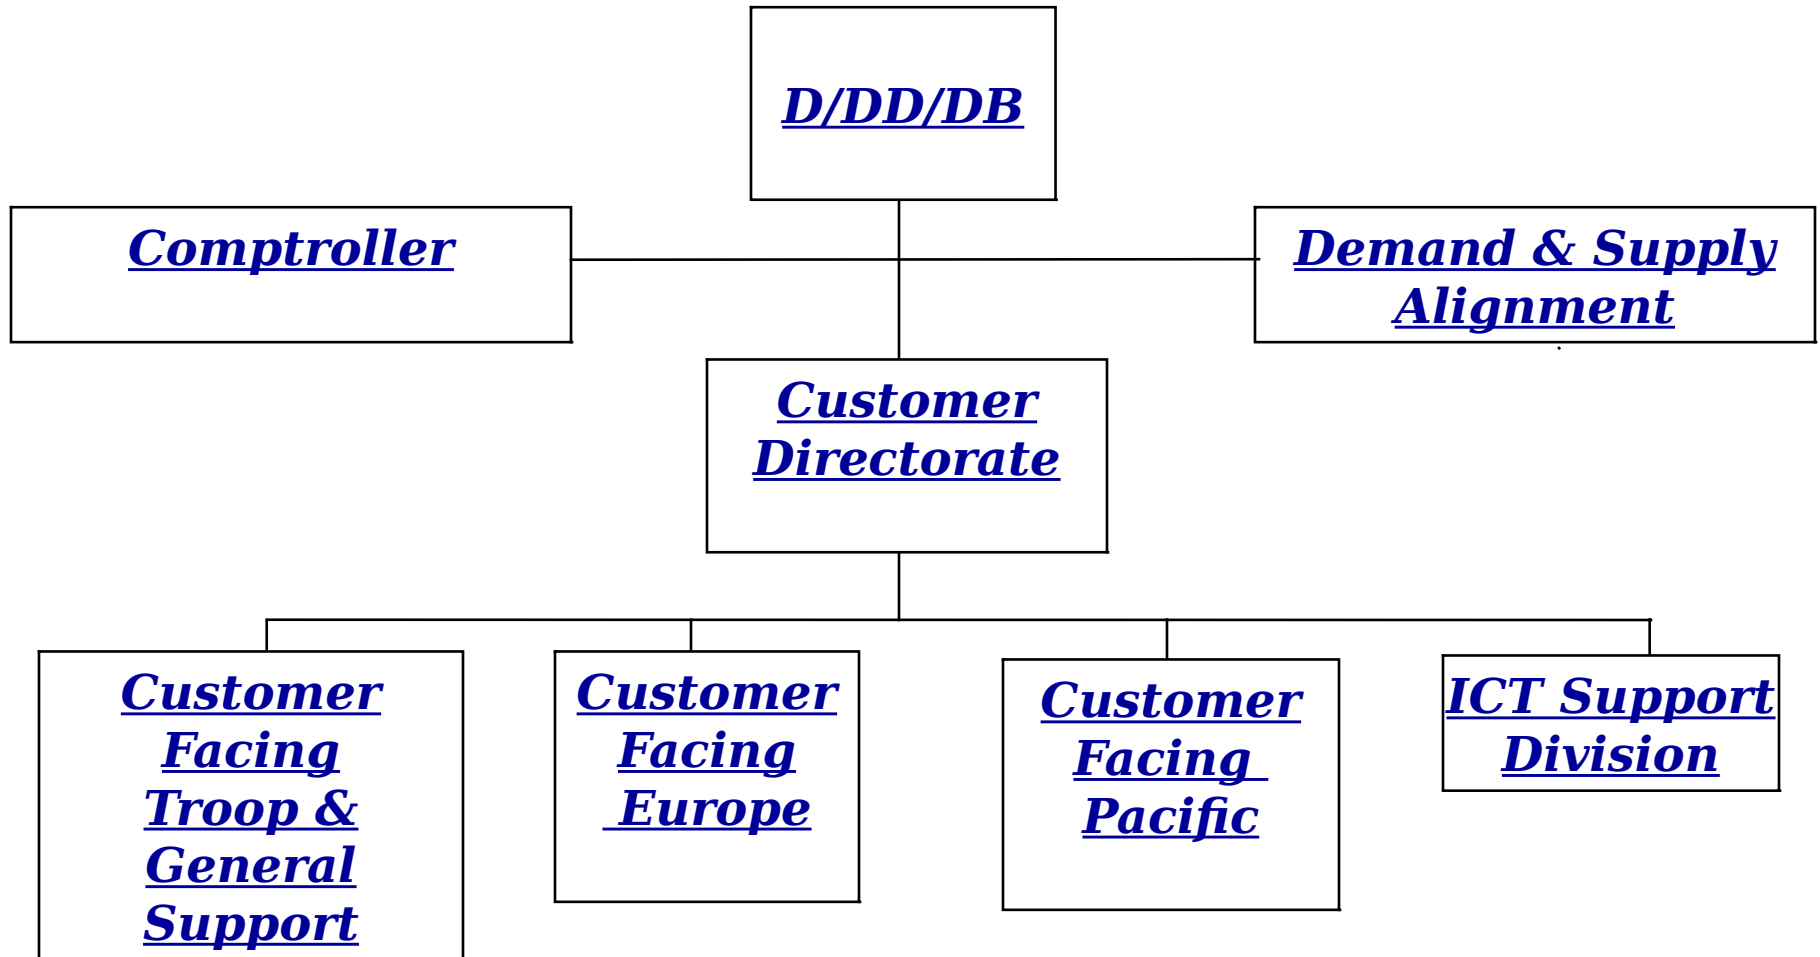 D/DD/DB
Comptroller
Demand & Supply
Alignment
Customer
Directorate
Customer
Facing
Troop &
General
Support
Customer
Facing
Europe
Customer
Facing
Pacific
ICT Support
Division